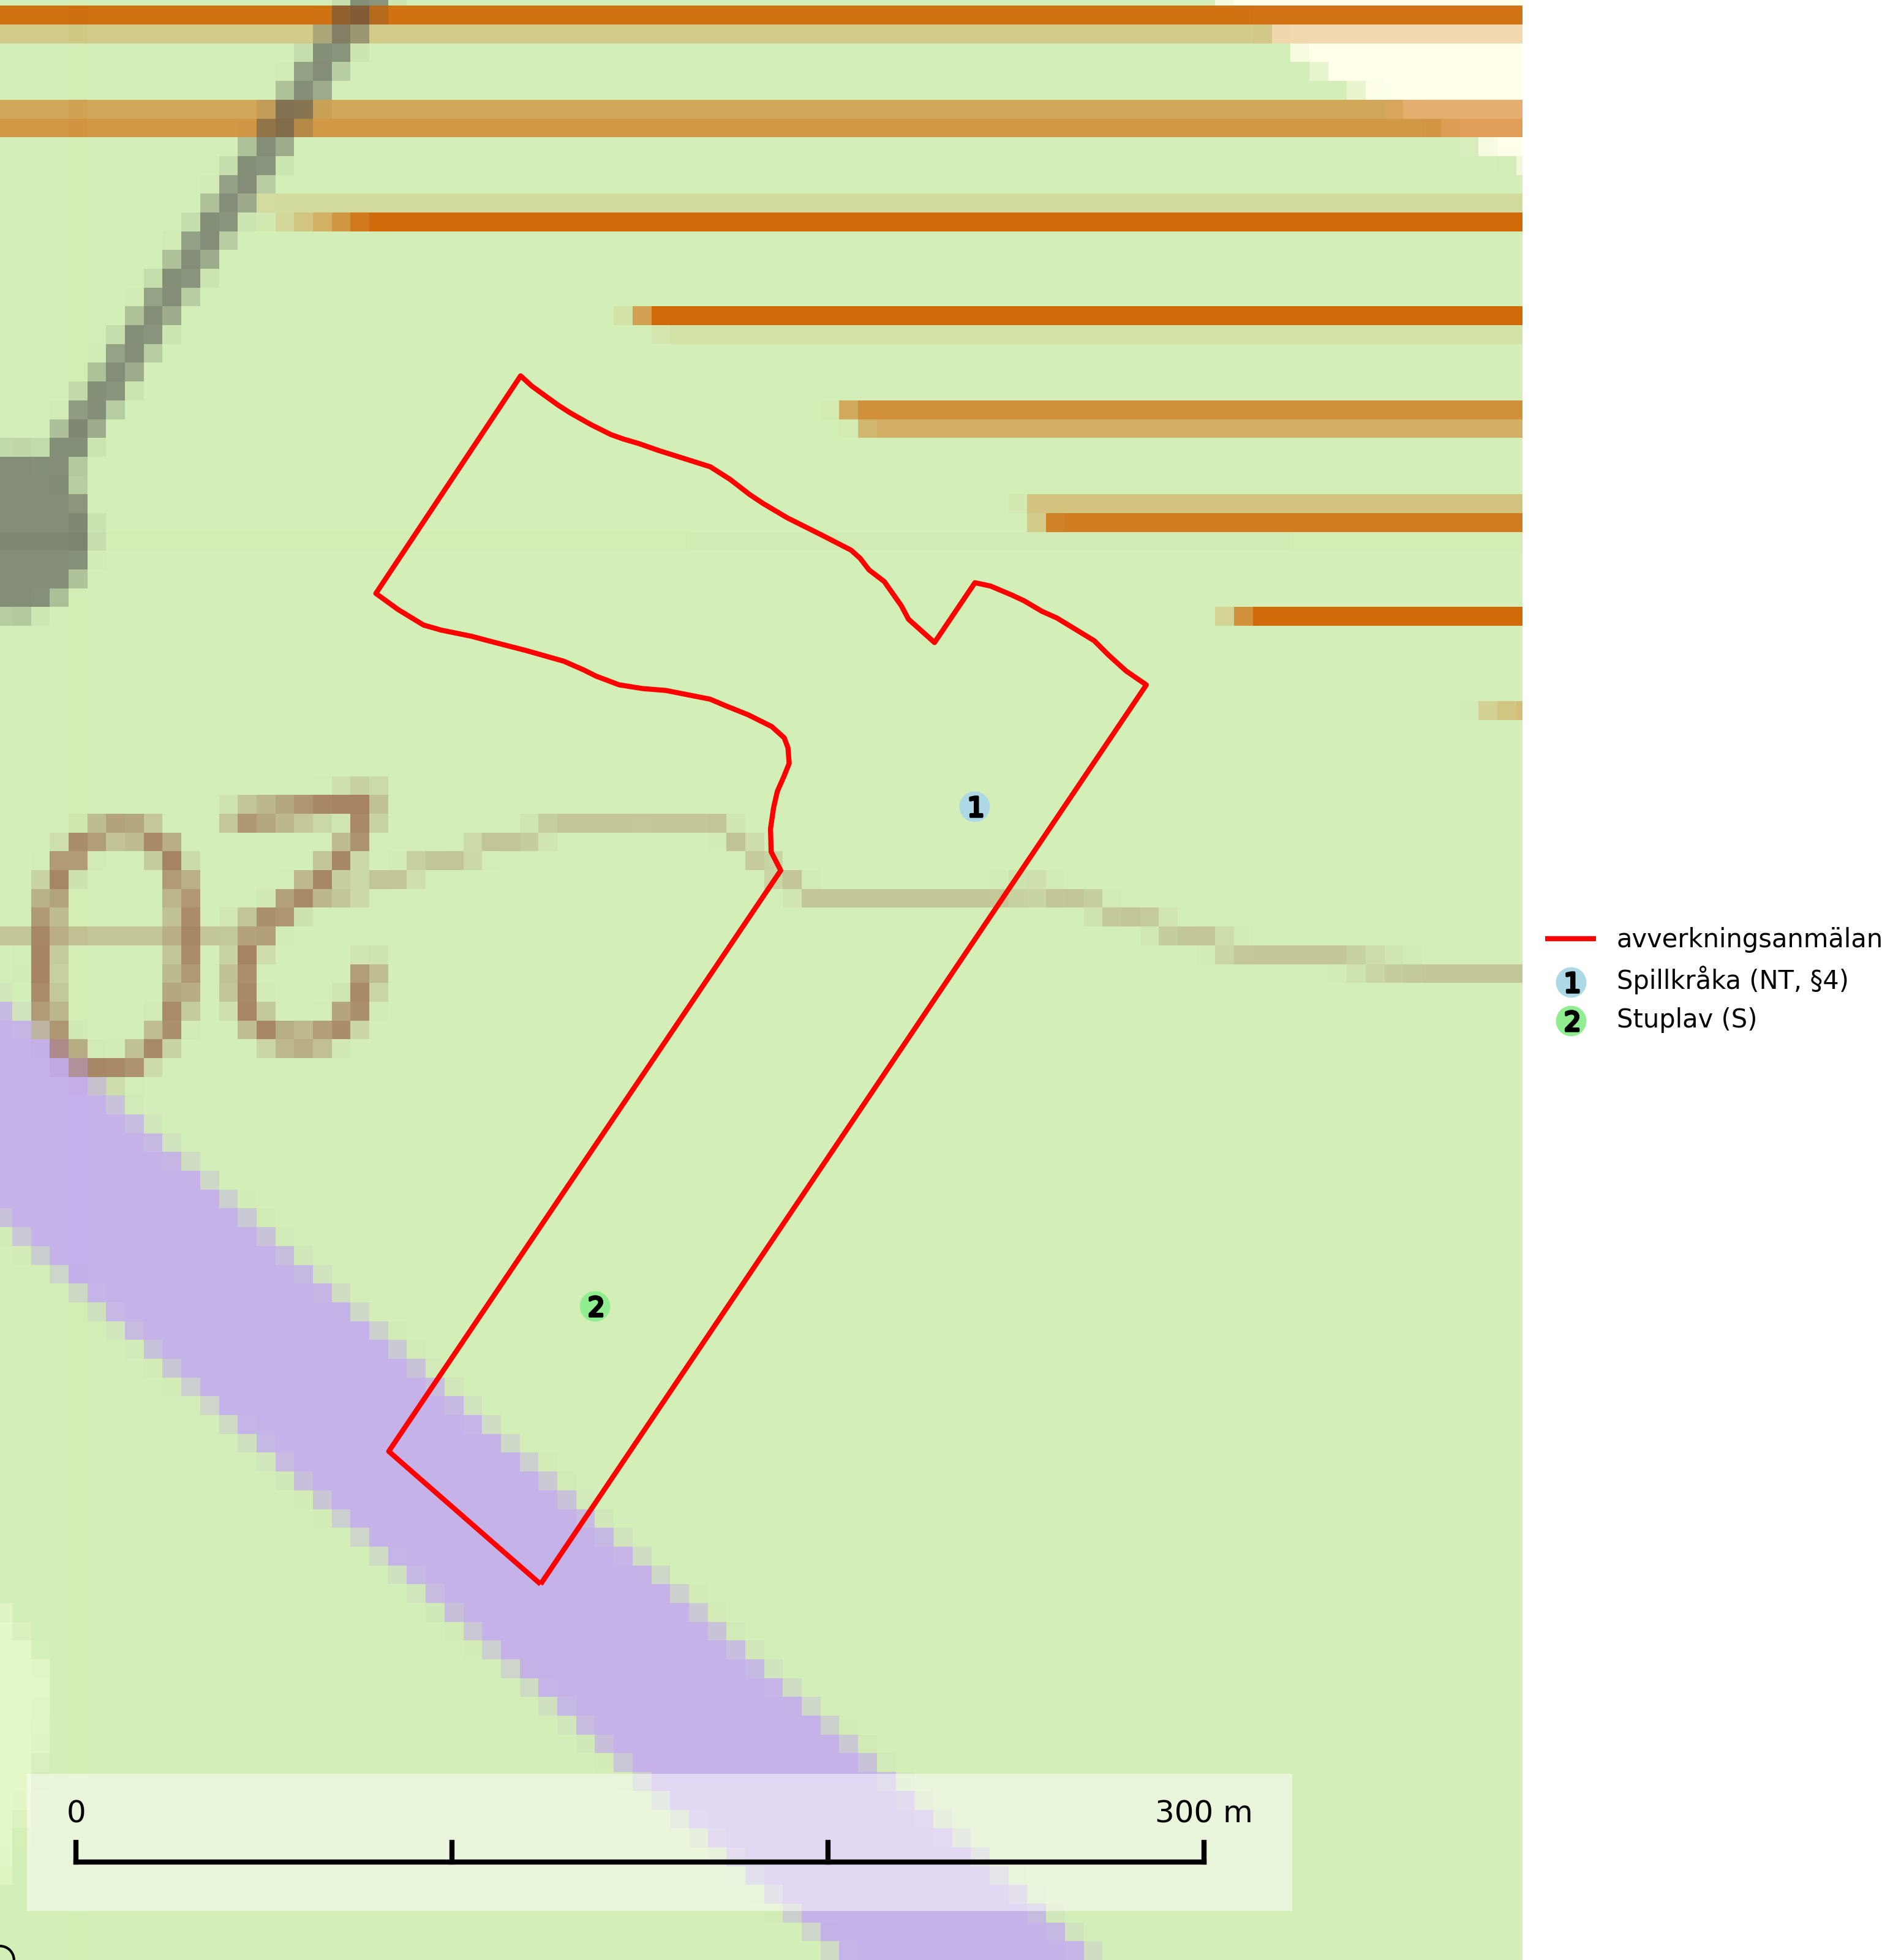 1
2
avverkningsanmälan
1 Spillkråka (NT, §4)
2 Stuplav (S)
0 300 m